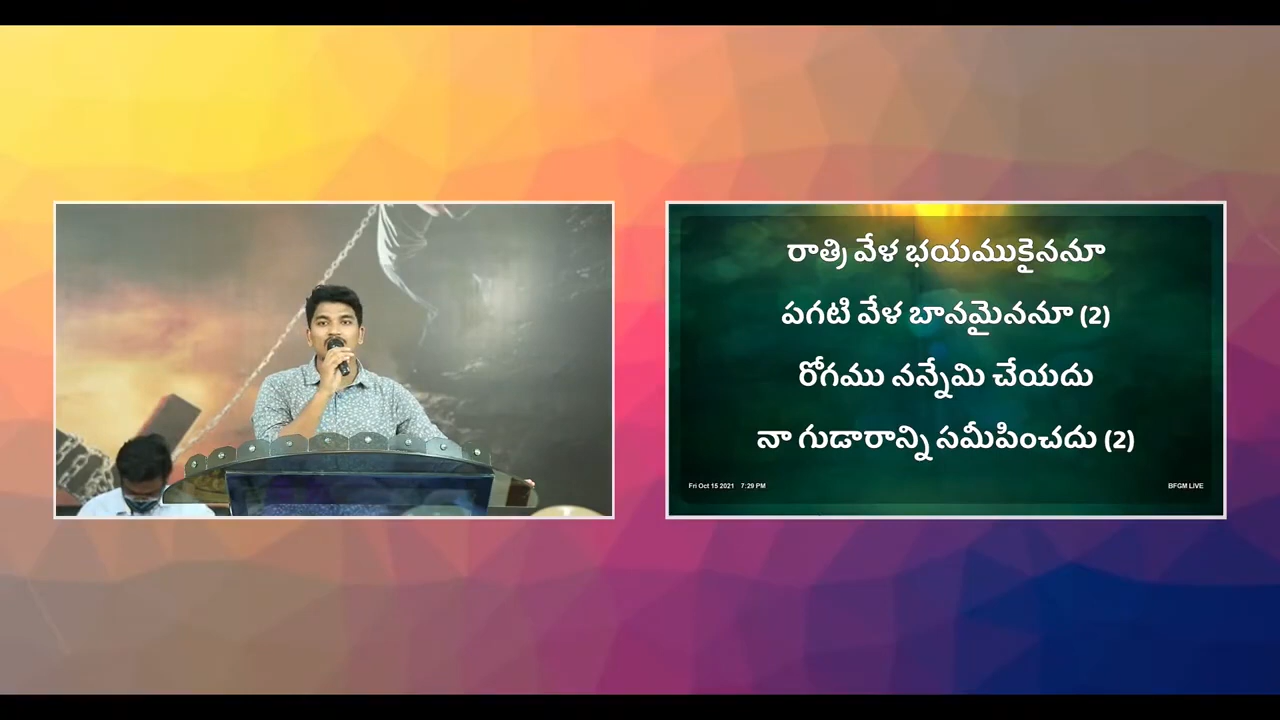 రాత్రి వేళ భయముకైననూ
పగటి వేళ బానమైననూ (2)
రోగము నన్నేమి చేయదు
నా గుడారాన్ని సమీపించదు (2)
Fri Oct 15 2021 7:29 PM
BFGM LIVE